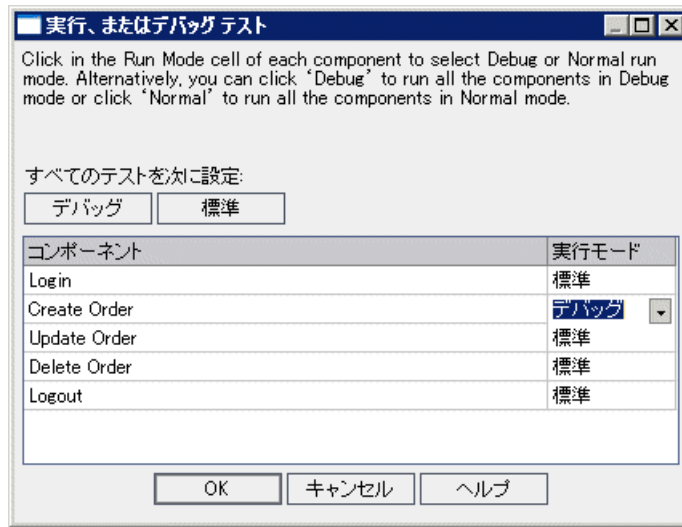 実行、またはデバッグ テスト
Click in the Run Mode cell of each component to select Debug or Normal run
mode. Alternatively, you can click ‘Debug’ to run all the components in Debug
mode or click ‘Normal’ to run all the components in Normal mode.
すべてのテストを次に設定:
デバッグ 標準
コンポーネント 実行モード
Login 標準
Create Order デバッグ
Update Order 標準
Delete Order 標準
Logout 標準
OK キャンセル ヘルプ